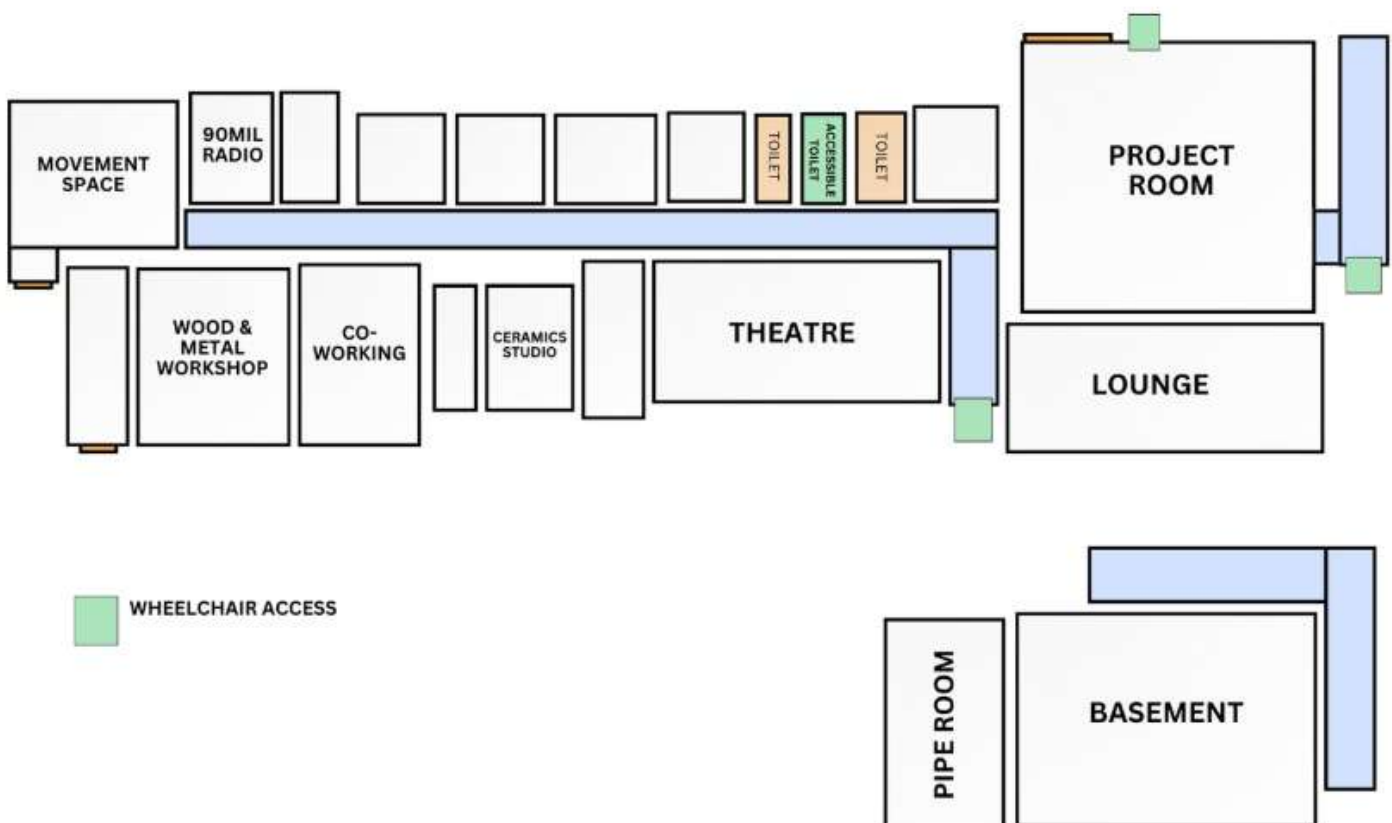 MOVEMENT
SPACE
90MIL
RADIO
TOILET
ACCESSIBLE
TOILET
TOILET
PROJECT
ROOM
WOOD &
METAL
WORKSHOP
CO-
WORKING
CERAMICS
STUDIO
THEATRE
LOUNGE
WHEELCHAIR ACCESS
PIPE ROOM
BASEMENT